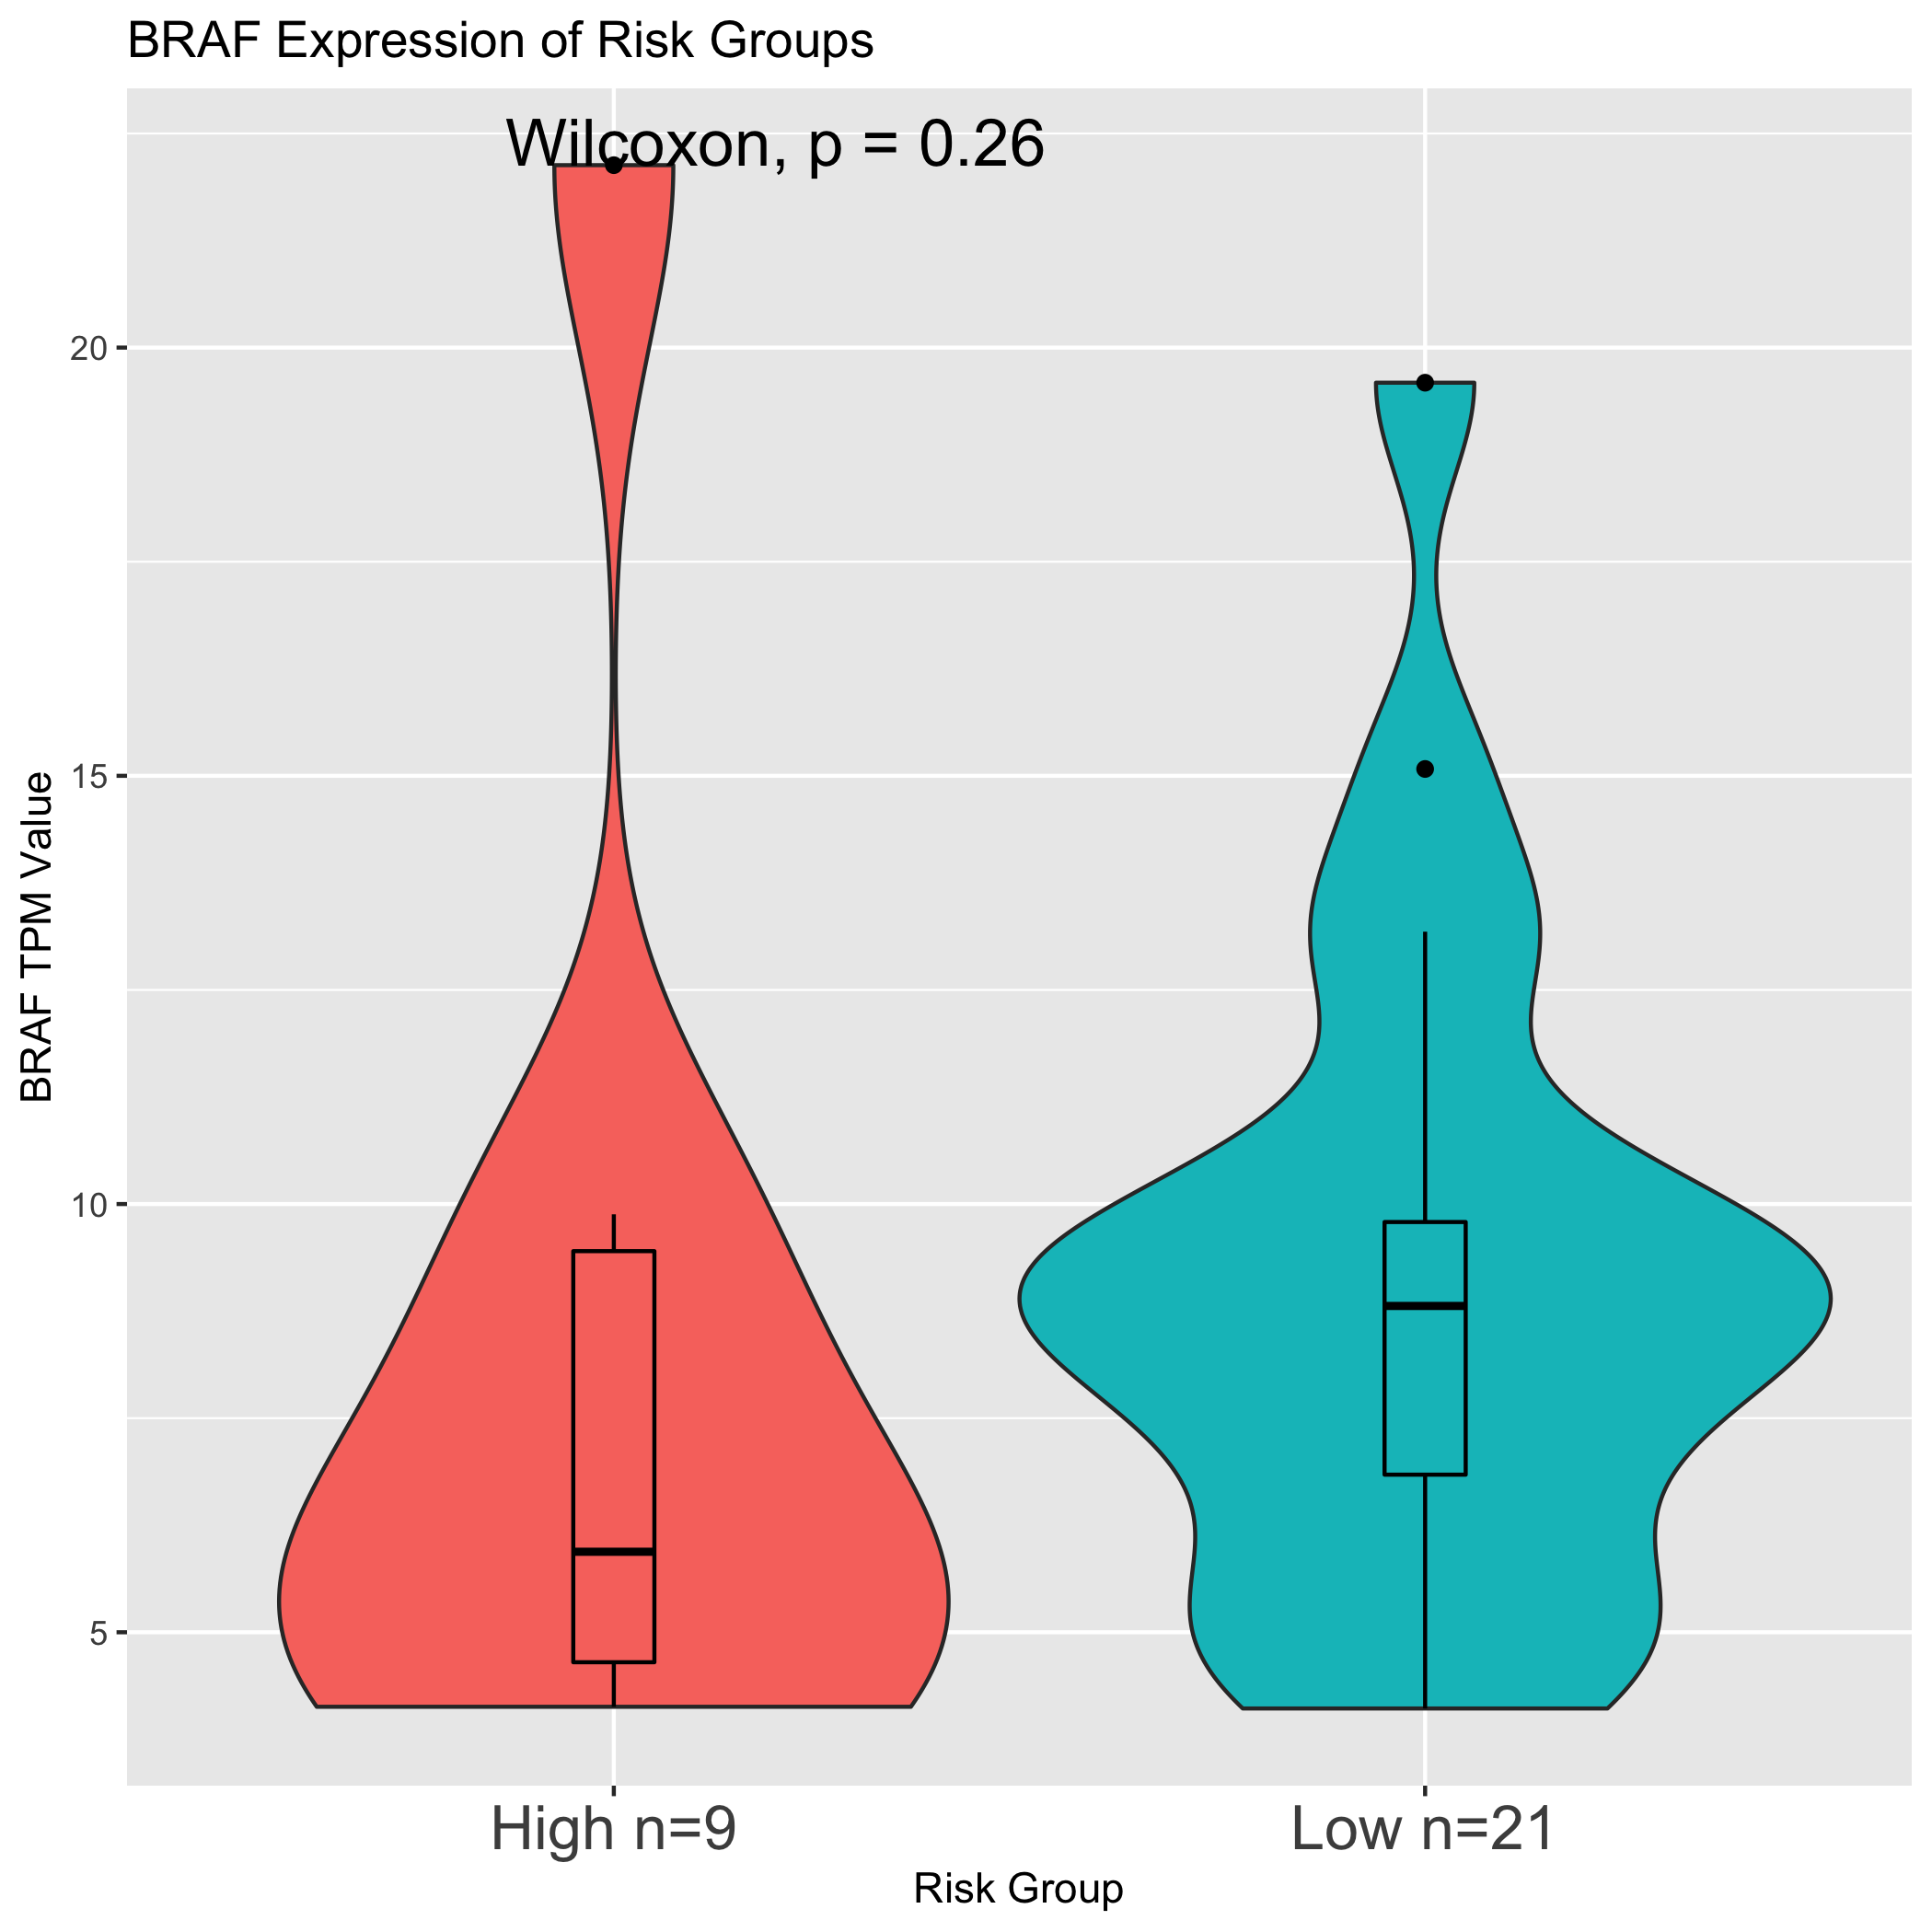 BRAF Expression of Risk Groups
Wilcoxon, p = 0.26
BRAF TPM Value
20
15
10
5
High n=9
Low n=21
Risk Group